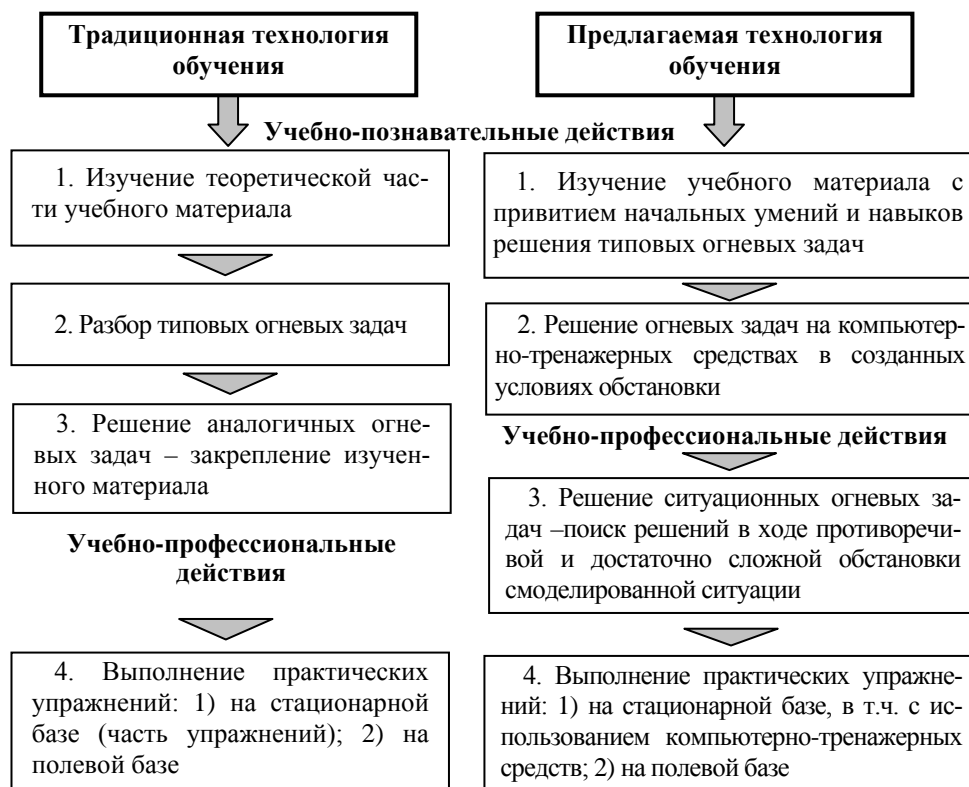 Традиционная технология
обучения
Предлагаемая технология
обучения
Учебно-познавательные действия
1. Изучение теоретической час-
ти учебного материала
2. Разбор типовых огневых задач
3. Решение аналогичных огне-
вых задач – закрепление изучен-
ного материала
Учебно-профессиональные
действия
4. Выполнение практических
упражнений: 1) на стационарной
базе (часть упражнений); 2) на
полевой базе
1. Изучение учебного материала с
привитием начальных умений и навыков
решения типовых огневых задач
2. Решение огневых задач на компьютер-
но-тренажерных средствах в созданных
условиях обстановки
Учебно-профессиональные действия
3. Решение ситуационных огневых за-
дач –поиск решений в ходе противоречи-
вой и достаточно сложной обстановки
смоделированной ситуации
4. Выполнение практических упражне-
ний: 1) на стационарной базе, в т.ч. с ис-
пользованием компьютерно-тренажерных
средств; 2) на полевой базе